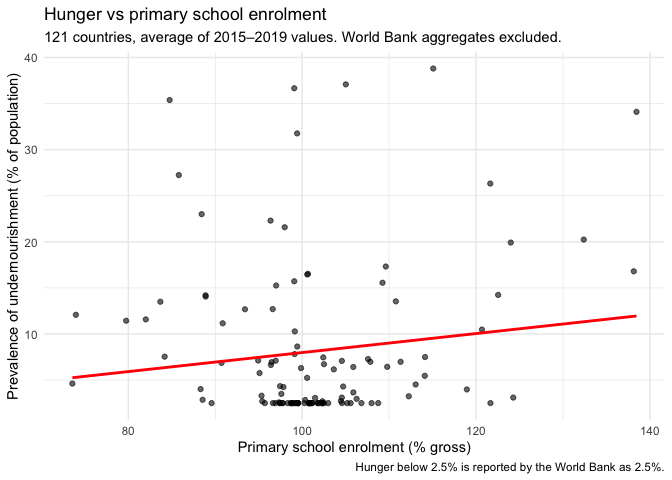 Hunger vs primary school enrolment
121 countries, average of 2015–2019 values. World Bank aggregates excluded.
Prevalence of undernourishment (% of population)
40
30
20
10
80
100
120
140
Primary school enrolment (% gross)
Hunger below 2.5% is reported by the World Bank as 2.5%.